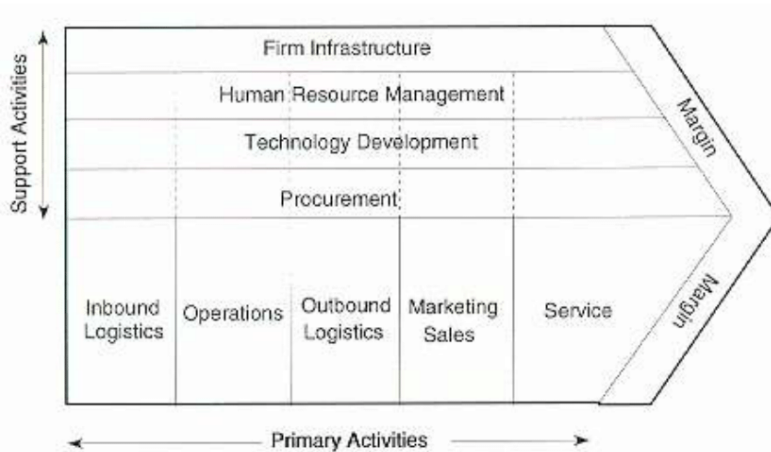 Support Activities
Firm Infrastructure
Human Resource Management
Technology Development
Procurement
Margin
Inbound
Logistics
Operations
Outbound
Logistics
Marketing
Sales
Service
Margin
Primary Activities